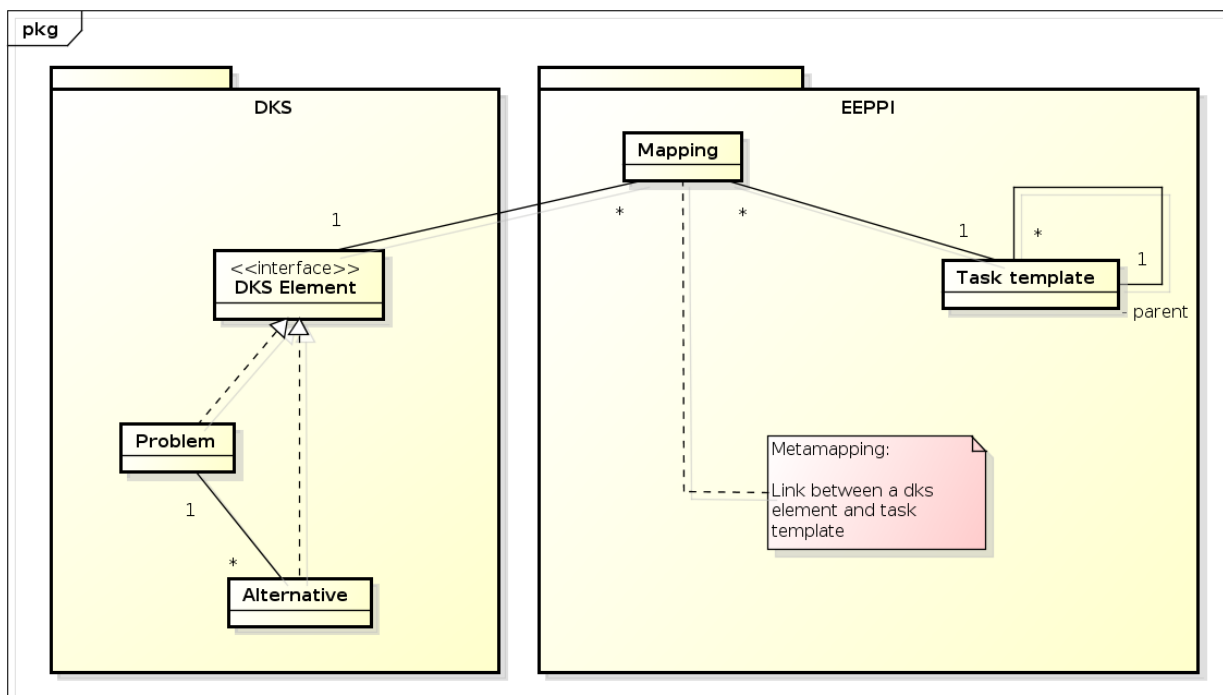 pkg
DKS
EEPPI
Mapping
*
*
1
1
*
1
<<interface>>
DKS Element
Task template
- parent
Problem
Metamapping:
Link between a dks
element and task
template
1
*
Alternative